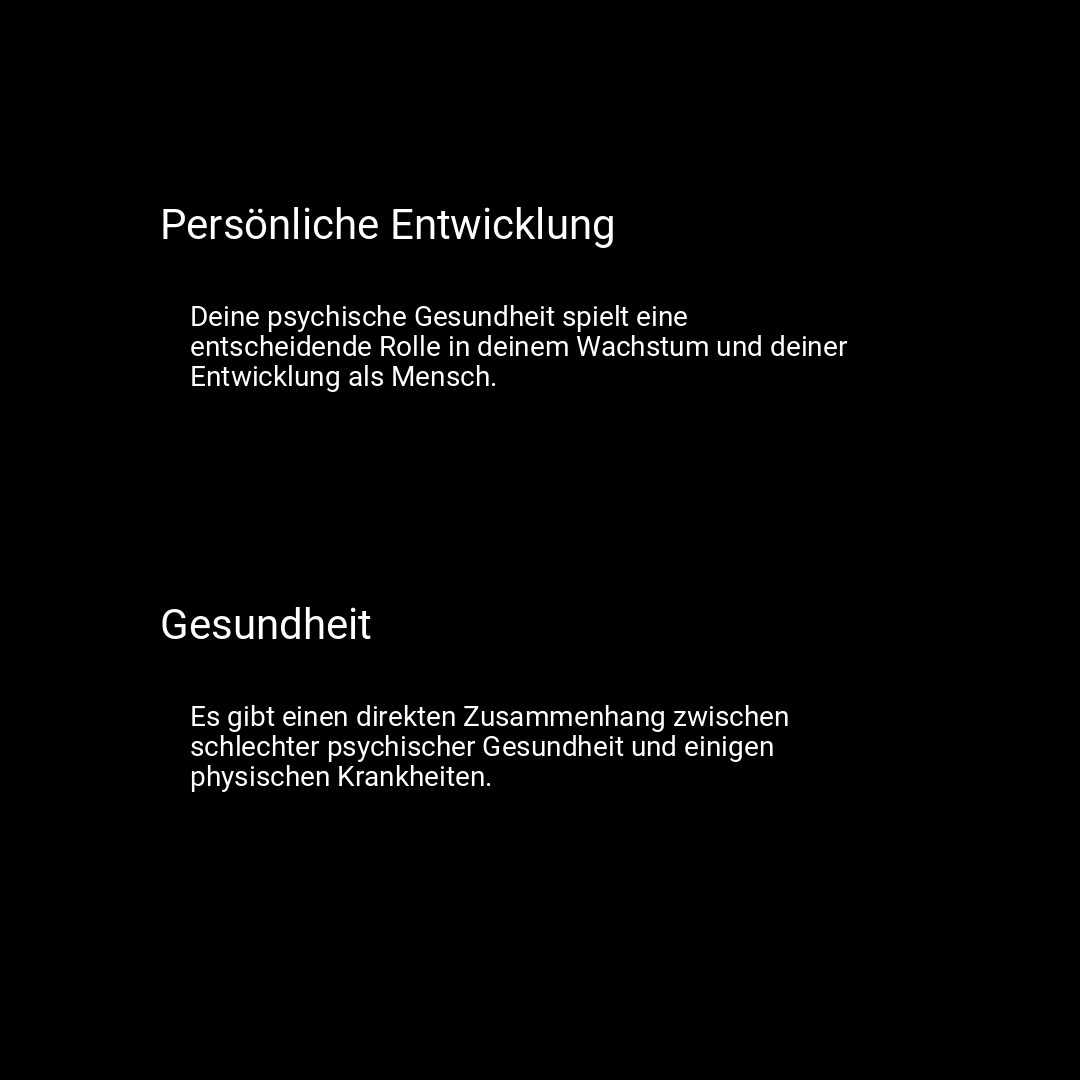 Persönliche Entwicklung
Deine psychische Gesundheit spielt eine
entscheidende Rolle in deinem Wachstum und deiner
Entwicklung als Mensch.
Gesundheit
Es gibt einen direkten Zusammenhang zwischen
schlechter psychischer Gesundheit und einigen
physischen Krankheiten.